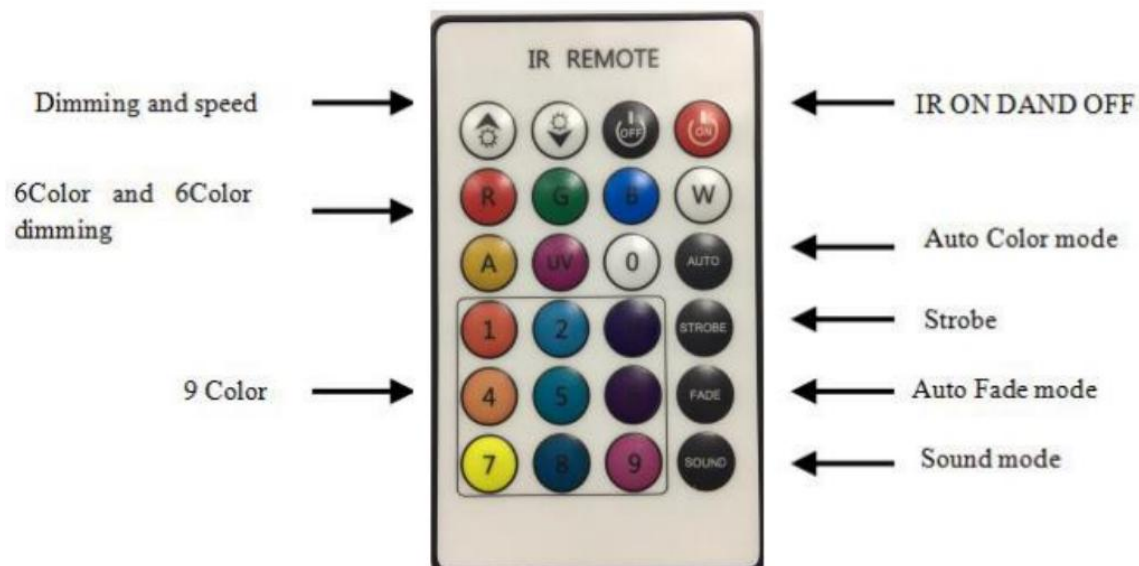 IR REMOTE
Dimming and speed
IR ON DAND OFF
OFF
ON
6Color and 6Color
dimming
R
G
B
W
Auto Color mode
A
UV
0
AUTO
1
2
STROBE
Strobe
9 Color
4
5
FADE
Auto Fade mode
7
8
9
SOUND
Sound mode